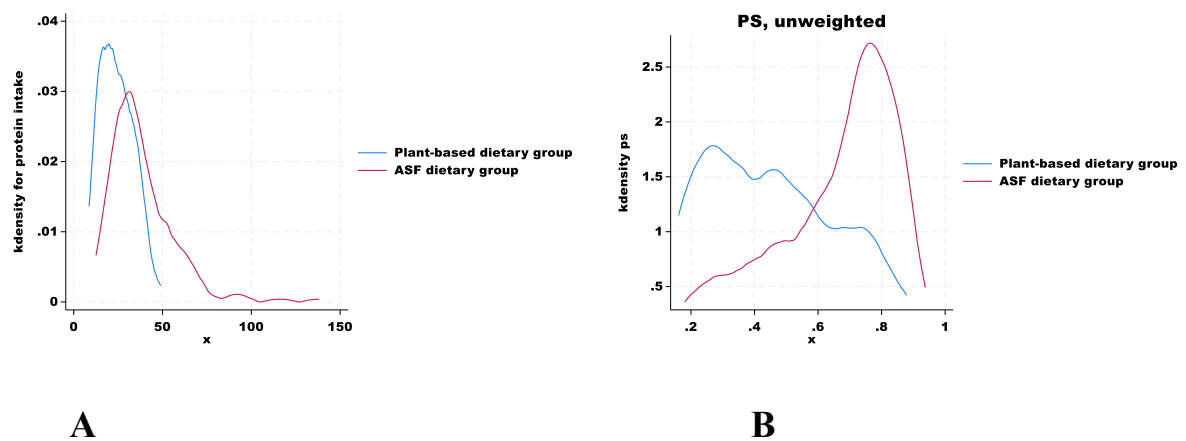 kdensity for protein intake
.04
.03
.02
.01
0
0
50
100
150
x
Plant-based dietary group
ASF dietary group
A
PS, unweighted
kdensity ps
2.5
2
1.5
1
.5
.2
.4
.6
.8
1
x
Plant-based dietary group
ASF dietary group
B